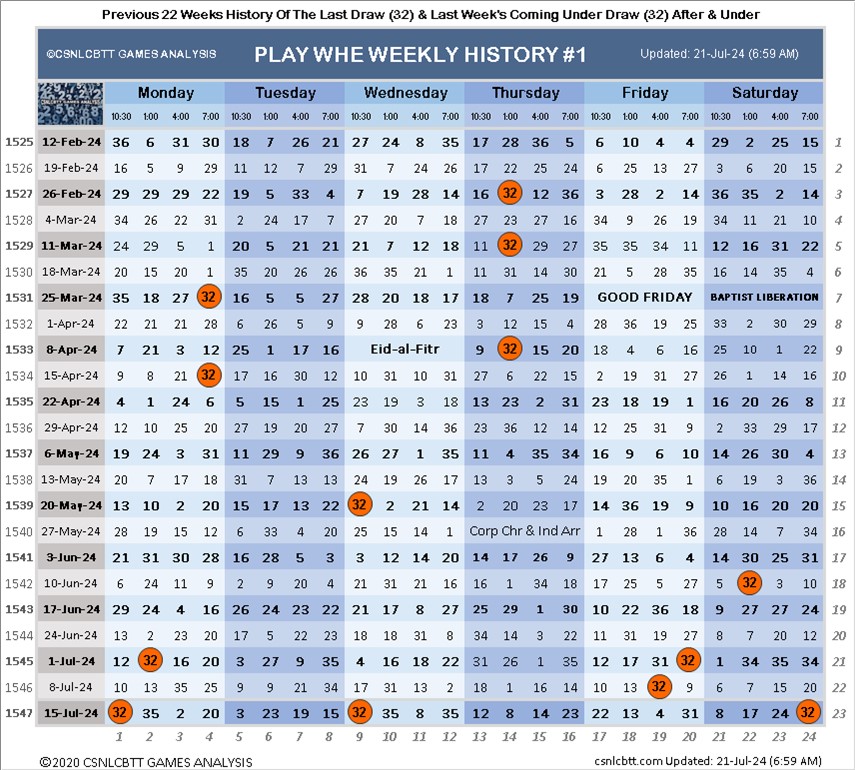 Previous 22 Weeks History Of The Last Draw (32) & Last Week's Coming Under Draw (32) After & Under
©CSNLCBTT GAMES ANALYSIS PLAY WHE WEEKLY HISTORY #1 Updated: 21-Jul-24 (6:59 AM)
CSNLCBTT GAMES ANALYSIS Monday Tuesday Wednesday Thursday Friday Saturday
10:30 1:00 4:00 7:00 10:30 1:00 4:00 7:00 10:30 1:00 4:00 7:00 10:30 1:00 4:00 7:00 10:30 1:00 4:00 7:00 10:30 1:00 4:00 7:00
1525 12-Feb-24 36 6 31 30 18 7 26 21 27 24 8 35 17 28 36 5 6 10 4 4 29 2 25 15 1
1526 19-Feb-24 16 5 9 29 11 12 7 29 31 7 24 26 17 22 25 24 6 25 13 27 3 6 20 15 2
1527 26-Feb-24 29 29 29 22 19 5 33 4 7 19 28 14 16 32 12 36 3 28 2 14 36 35 2 14 3
1528 4-Mar-24 34 26 22 31 2 24 17 26 27 20 7 18 27 23 27 16 34 9 26 19 34 11 21 10 4
1529 11-Mar-24 24 29 5 1 20 5 21 21 21 7 12 18 11 32 29 27 35 35 34 11 12 16 31 22 5
1530 18-Mar-24 20 15 20 1 35 20 26 26 36 35 21 1 11 31 14 30 21 5 28 35 16 14 35 4 6
1531 25-Mar-24 35 18 27 32 16 5 5 27 28 20 18 17 18 7 25 19 GOOD FRIDAY BAPTIST LIBERATION 7
1532 1-Apr-24 22 21 21 28 6 26 5 9 9 28 6 23 3 12 15 4 28 36 19 25 33 2 30 29 8
1533 8-Apr-24 7 21 3 12 25 1 17 16 Eid-al-Fitr 9 32 15 20 18 4 6 16 25 10 1 22 9
1534 15-Apr-24 9 8 21 32 17 16 30 12 10 31 10 31 27 6 22 15 2 19 31 27 26 1 14 16 10
1535 22-Apr-24 4 1 24 6 5 15 1 25 23 19 3 18 13 23 2 31 23 18 19 1 16 20 26 8 11
1536 29-Apr-24 12 10 25 20 27 19 20 27 7 30 14 36 23 36 12 14 12 25 31 9 2 33 29 17 12
1537 6-May-24 19 24 3 31 11 29 9 36 26 27 1 35 11 4 35 34 16 9 6 10 14 26 30 4 13
1538 13-May-24 20 7 17 18 31 7 13 13 24 19 26 17 13 3 5 24 19 20 35 1 6 19 3 36 14
1539 20-May-24 13 10 2 20 15 17 13 22 32 2 21 14 2 20 23 17 14 36 19 9 10 16 20 20 15
1540 27-May-24 28 19 15 12 6 33 4 20 25 15 14 1 Corp Chr & Ind Arr 1 28 1 36 28 14 7 34 16
1541 3-Jun-24 21 31 30 28 16 28 5 3 3 12 14 20 14 17 26 9 27 13 6 4 14 30 25 31 17
1542 10-Jun-24 6 24 11 9 2 9 20 4 21 31 21 16 16 1 34 18 17 25 5 27 5 32 3 10 18
1543 17-Jun-24 29 24 4 16 26 24 23 22 21 17 8 27 25 29 1 30 10 22 36 18 9 27 27 24 19
1544 24-Jun-24 13 2 23 20 17 5 22 23 18 18 31 8 34 14 3 22 11 31 19 27 8 7 20 12 20
1545 1-Jul-24 12 32 16 20 3 27 9 35 4 16 18 22 31 26 1 35 12 17 31 32 1 34 35 34 21
1546 8-Jul-24 10 13 35 25 9 9 21 34 17 31 13 2 18 1 16 14 10 13 32 9 6 7 15 20 22
1547 15-Jul-24 32 35 2 20 3 23 19 15 32 35 8 35 12 8 14 23 22 13 4 31 8 17 24 32 23
1 2 3 4 5 6 7 8 9 10 11 12 13 14 15 16 17 18 19 20 21 22 23 24
©2020 CSNLCBTT GAMES ANALYSIS csnlcbtt.com Updated: 21-Jul-24 (6:59 AM)